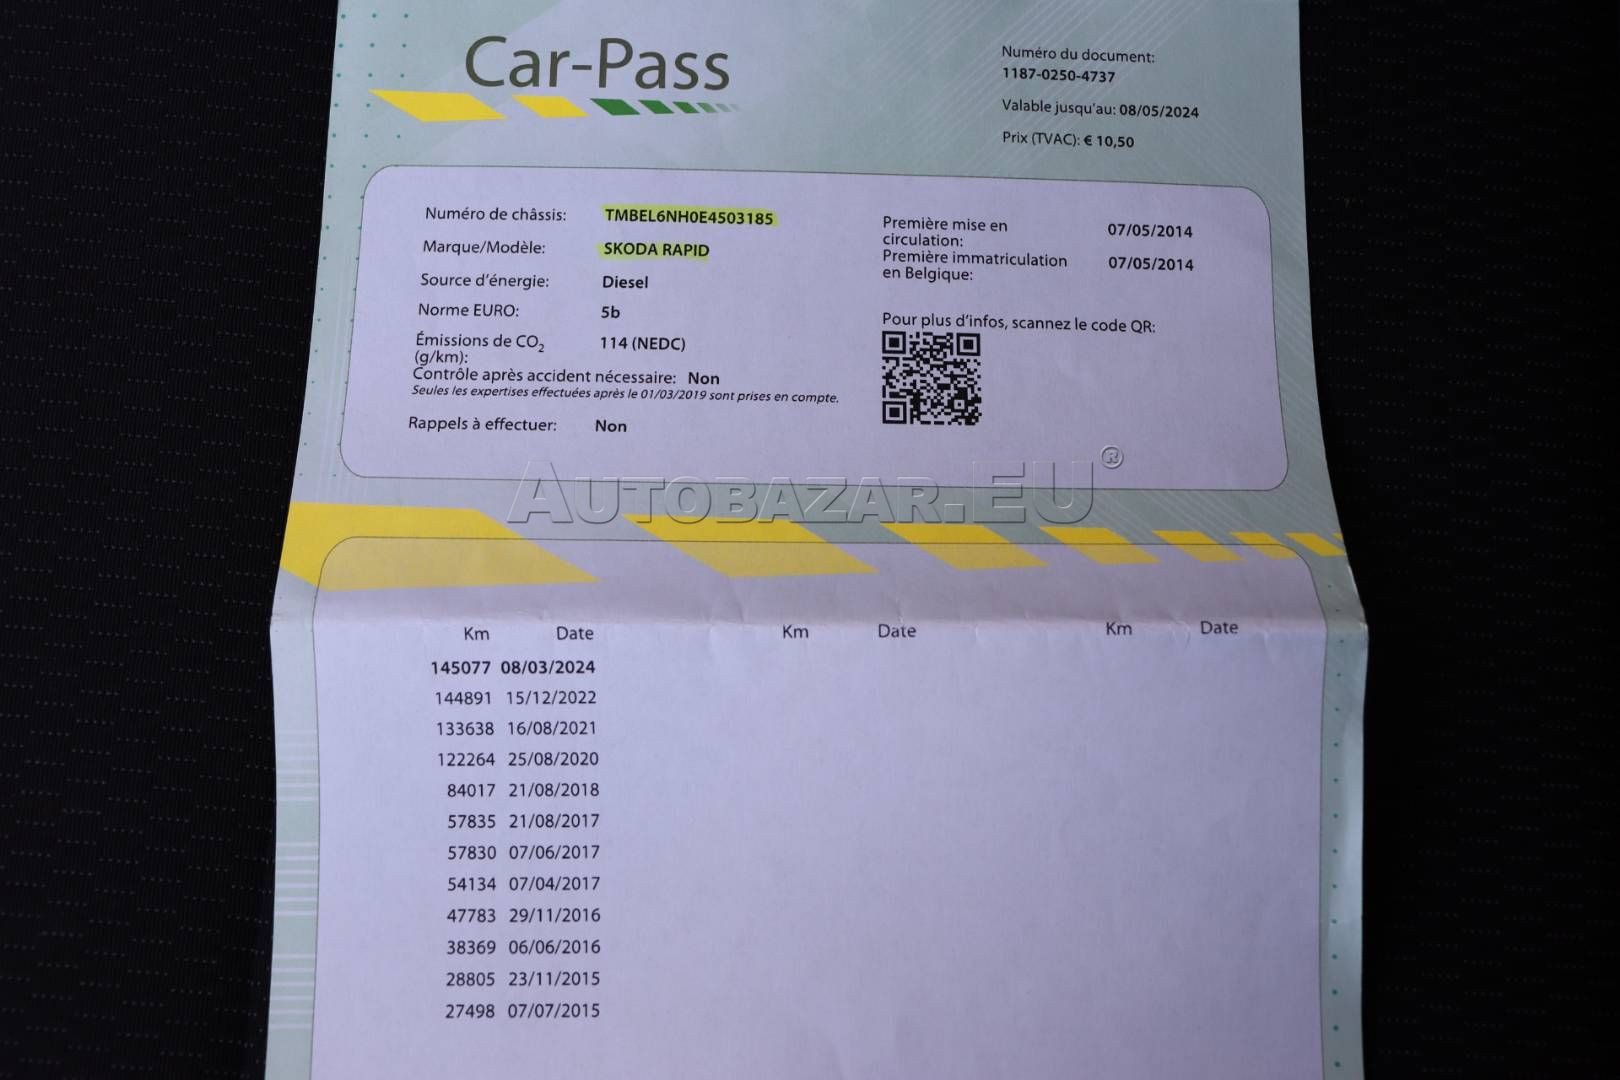 Car-Pass
Numéro du document:
1187-0250-4737
Valable jusqu'au: 08/05/2024
Prix (TVAC): € 10,50
Numéro de châssis: TMBEL6NH0E4503185
Marque/Modèle: SKODA RAPID
Source d'énergie: Diesel
Norme EURO: 5b
Émissions de CO2 114 (NEDC)
(g/km):
Contrôle après accident nécessaire: Non
Seules les expertises effectuées après le 01/03/2019 sont prises en compte.
Rappels à effectuer: Non
Première mise en 07/05/2014
circulation:
Première immatriculation 07/05/2014
en Belgique:
Pour plus d'infos, scannez le code QR:
AUTOBAZAR.EU®
Km Date Km Date Km Date
145077 08/03/2024
144891 15/12/2022
133638 16/08/2021
122264 25/08/2020
84017 21/08/2018
57835 21/08/2017
57830 07/06/2017
54134 07/04/2017
47783 29/11/2016
38369 06/06/2016
28805 23/11/2015
27498 07/07/2015